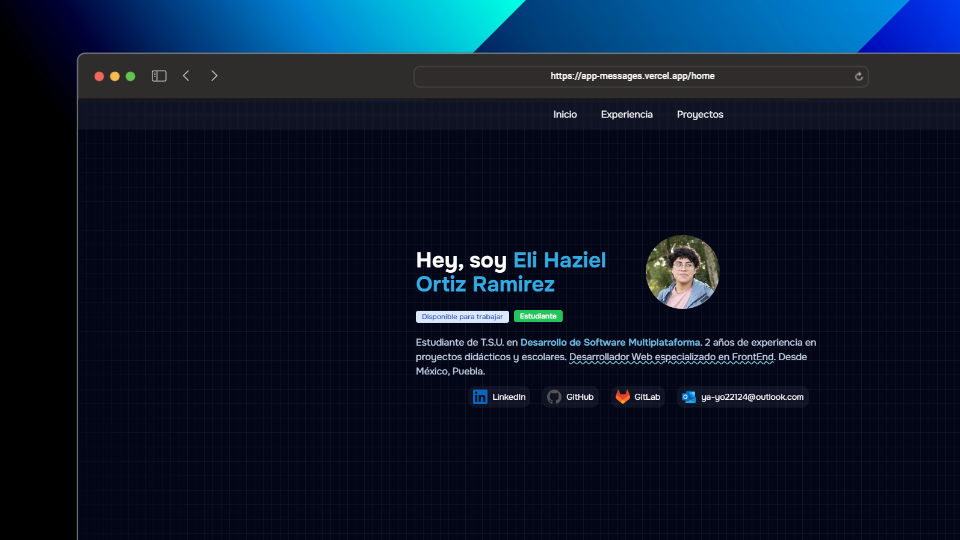 https://app-messages.vercel.app/home
Inicio Experiencia Proyectos
Hey, soy Eli Haziel
Ortiz Ramirez
Disponible para trabajar Estudiante
Estudiante de T.S.U. en Desarrollo de Software Multiplataforma. 2 años de experiencia en
proyectos didácticos y escolares. Desarrollador Web especializado en FrontEnd. Desde
México, Puebla.
LinkedIn GitHub GitLab ya-yo22124@outlook.com